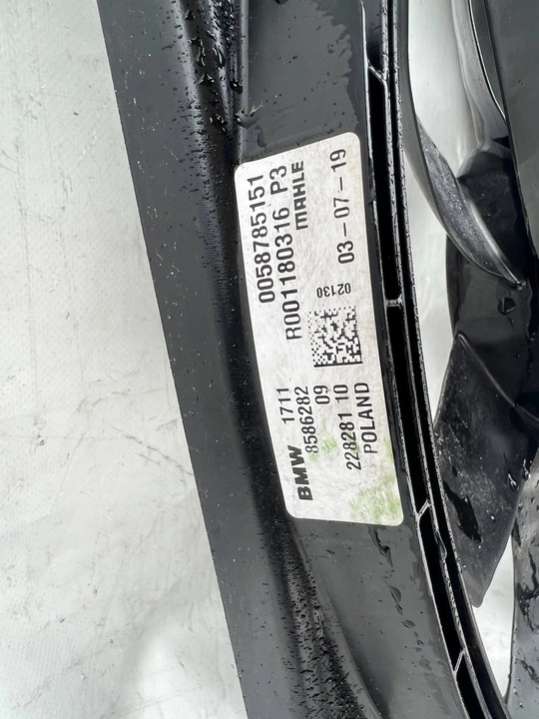 0058785151
R001180316 P3
MAHLE
02130 03-07-19
BMW 1711
8586282
09
228281 10
POLAND